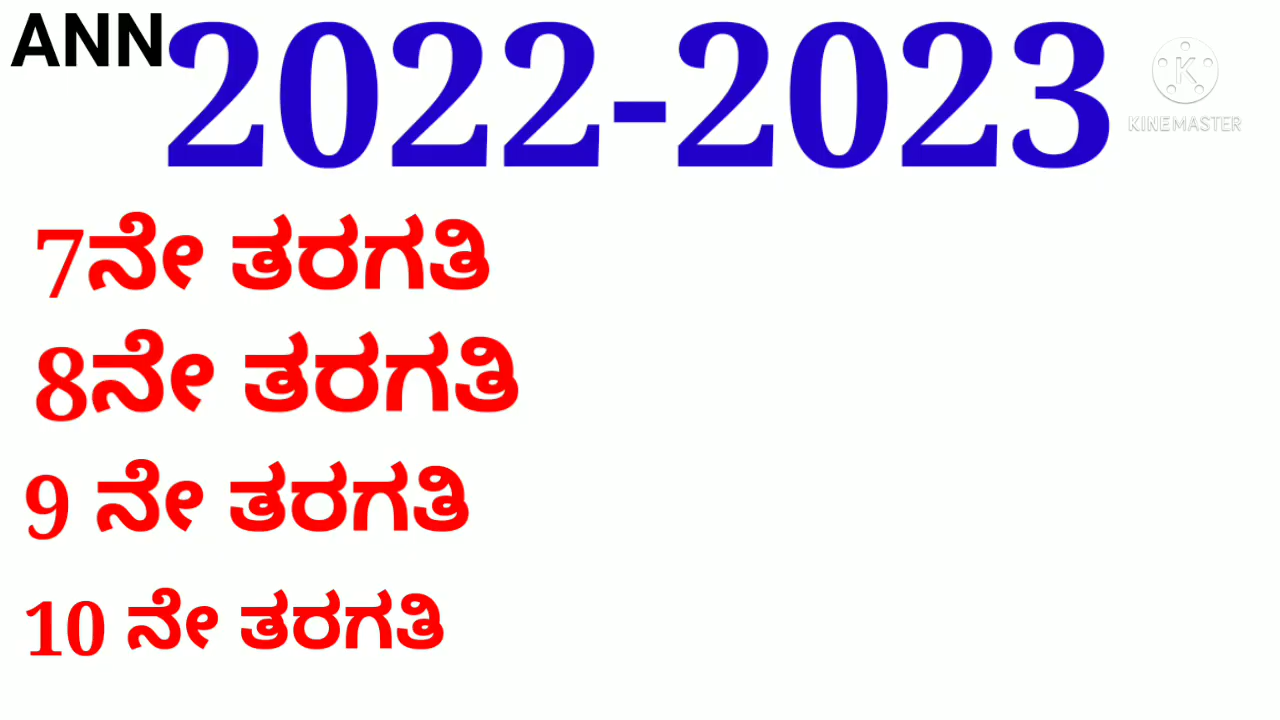 ANN 2022-2023
KINEMASTER
7ನೇ ತರಗತಿ
8ನೇ ತರಗತಿ
9 ನೇ ತರಗತಿ
10 ನೇ ತರಗತಿ